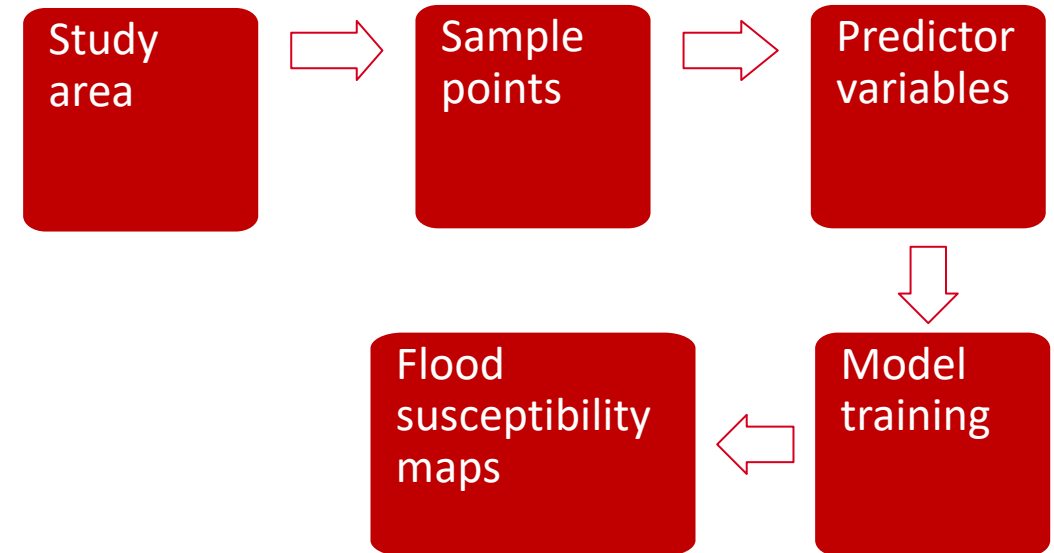 Study
area
Sample
points
Predictor
variables
Model
training
Flood
susceptibility
maps